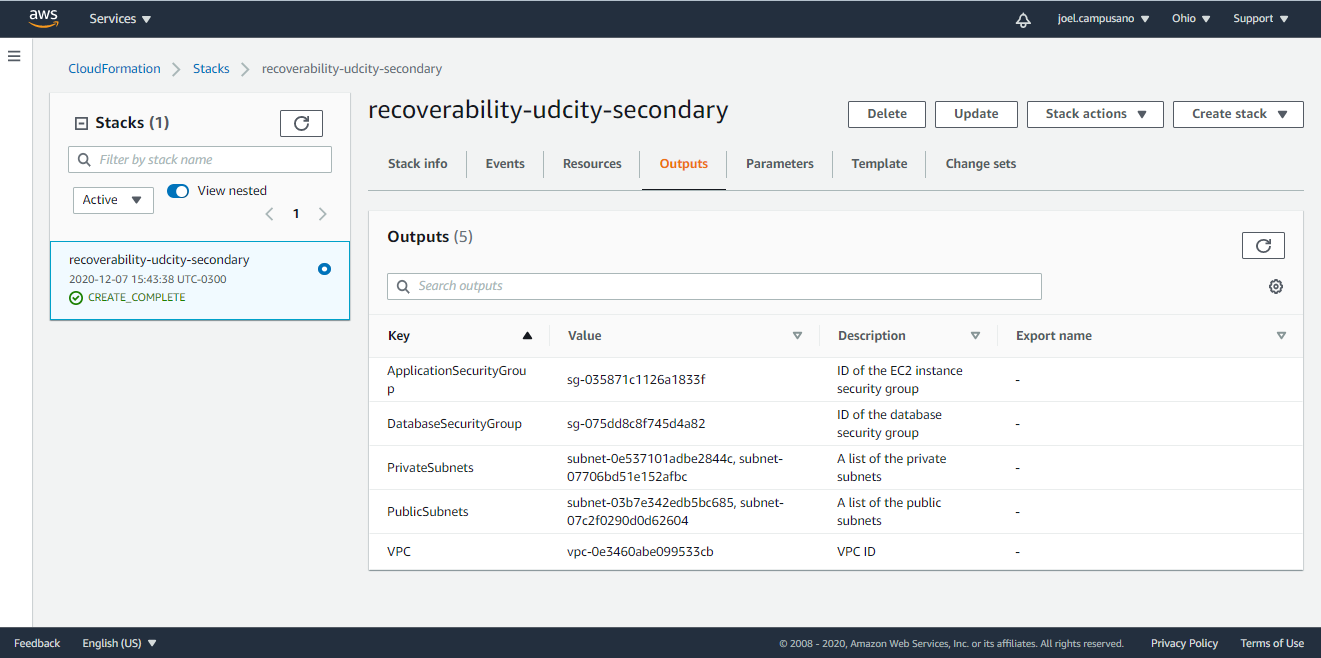 aws Services joel.campusano Ohio Support
CloudFormation Stacks recoverability-udcity-secondary
Stacks (1)
Filter by stack name
Active View nested
1
recoverability-udcity-secondary
2020-12-07 15:43:38 UTC-0300
CREATE_COMPLETE
recoverability-udcity-secondary Delete Update Stack actions Create stack
Stack info Events Resources Outputs Parameters Template Change sets
Outputs (5)
Search outputs
Key Value Description Export name
ApplicationSecurityGrou
p
sg-035871c1126a1833f
ID of the EC2 instance
security group
-
DatabaseSecurityGroup
sg-075dd8c8f745d4a82
ID of the database
security group
-
PrivateSubnets
subnet-0e537101adbe2844c, subnet-
07706bd51e152afbc
A list of the private
subnets
-
PublicSubnets
subnet-03b7e342edb5bc685, subnet-
07c2f0290d0d62604
A list of the public
subnets
-
VPC
vpc-0e3460abe099533cb
VPC ID
-
Feedback English (US) © 2008 - 2020, Amazon Web Services, Inc. or its affiliates. All rights reserved. Privacy Policy Terms of Use